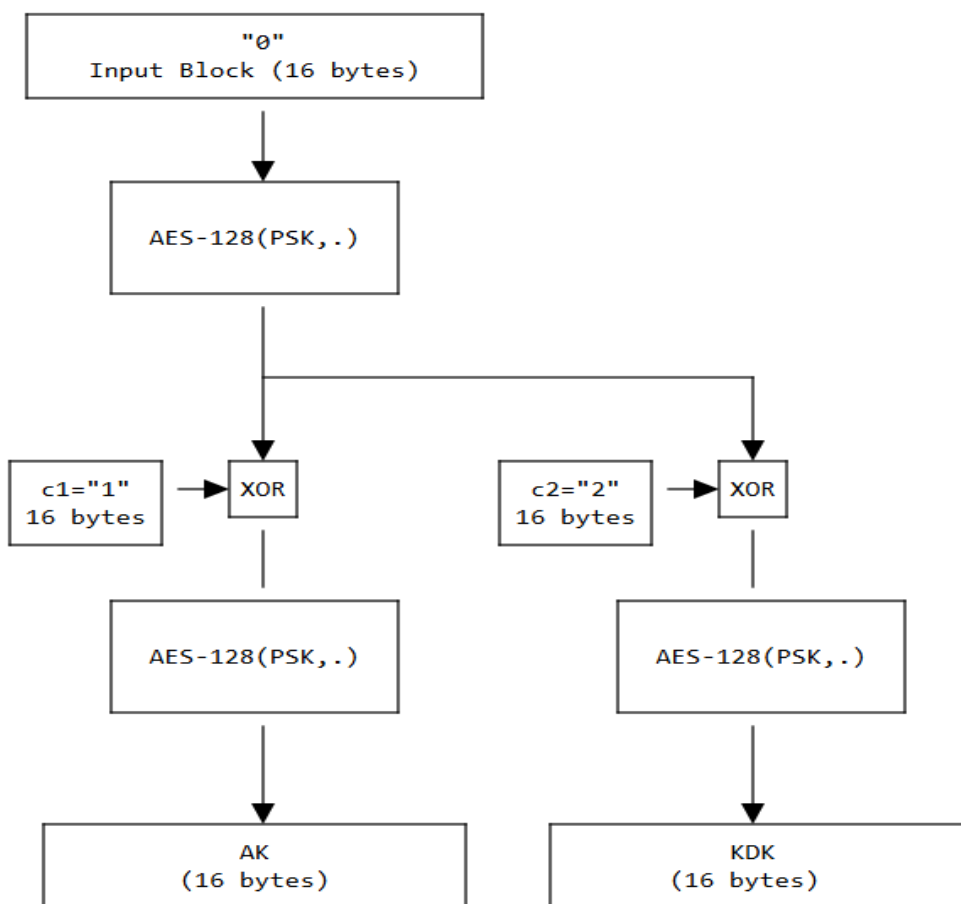 "0"
Input Block (16 bytes)
AES-128(PSK,.)
c1="1"
16 bytes
XOR
c2="2"
16 bytes
XOR
AES-128(PSK,.)
AES-128(PSK,.)
AK
(16 bytes)
KDK
(16 bytes)